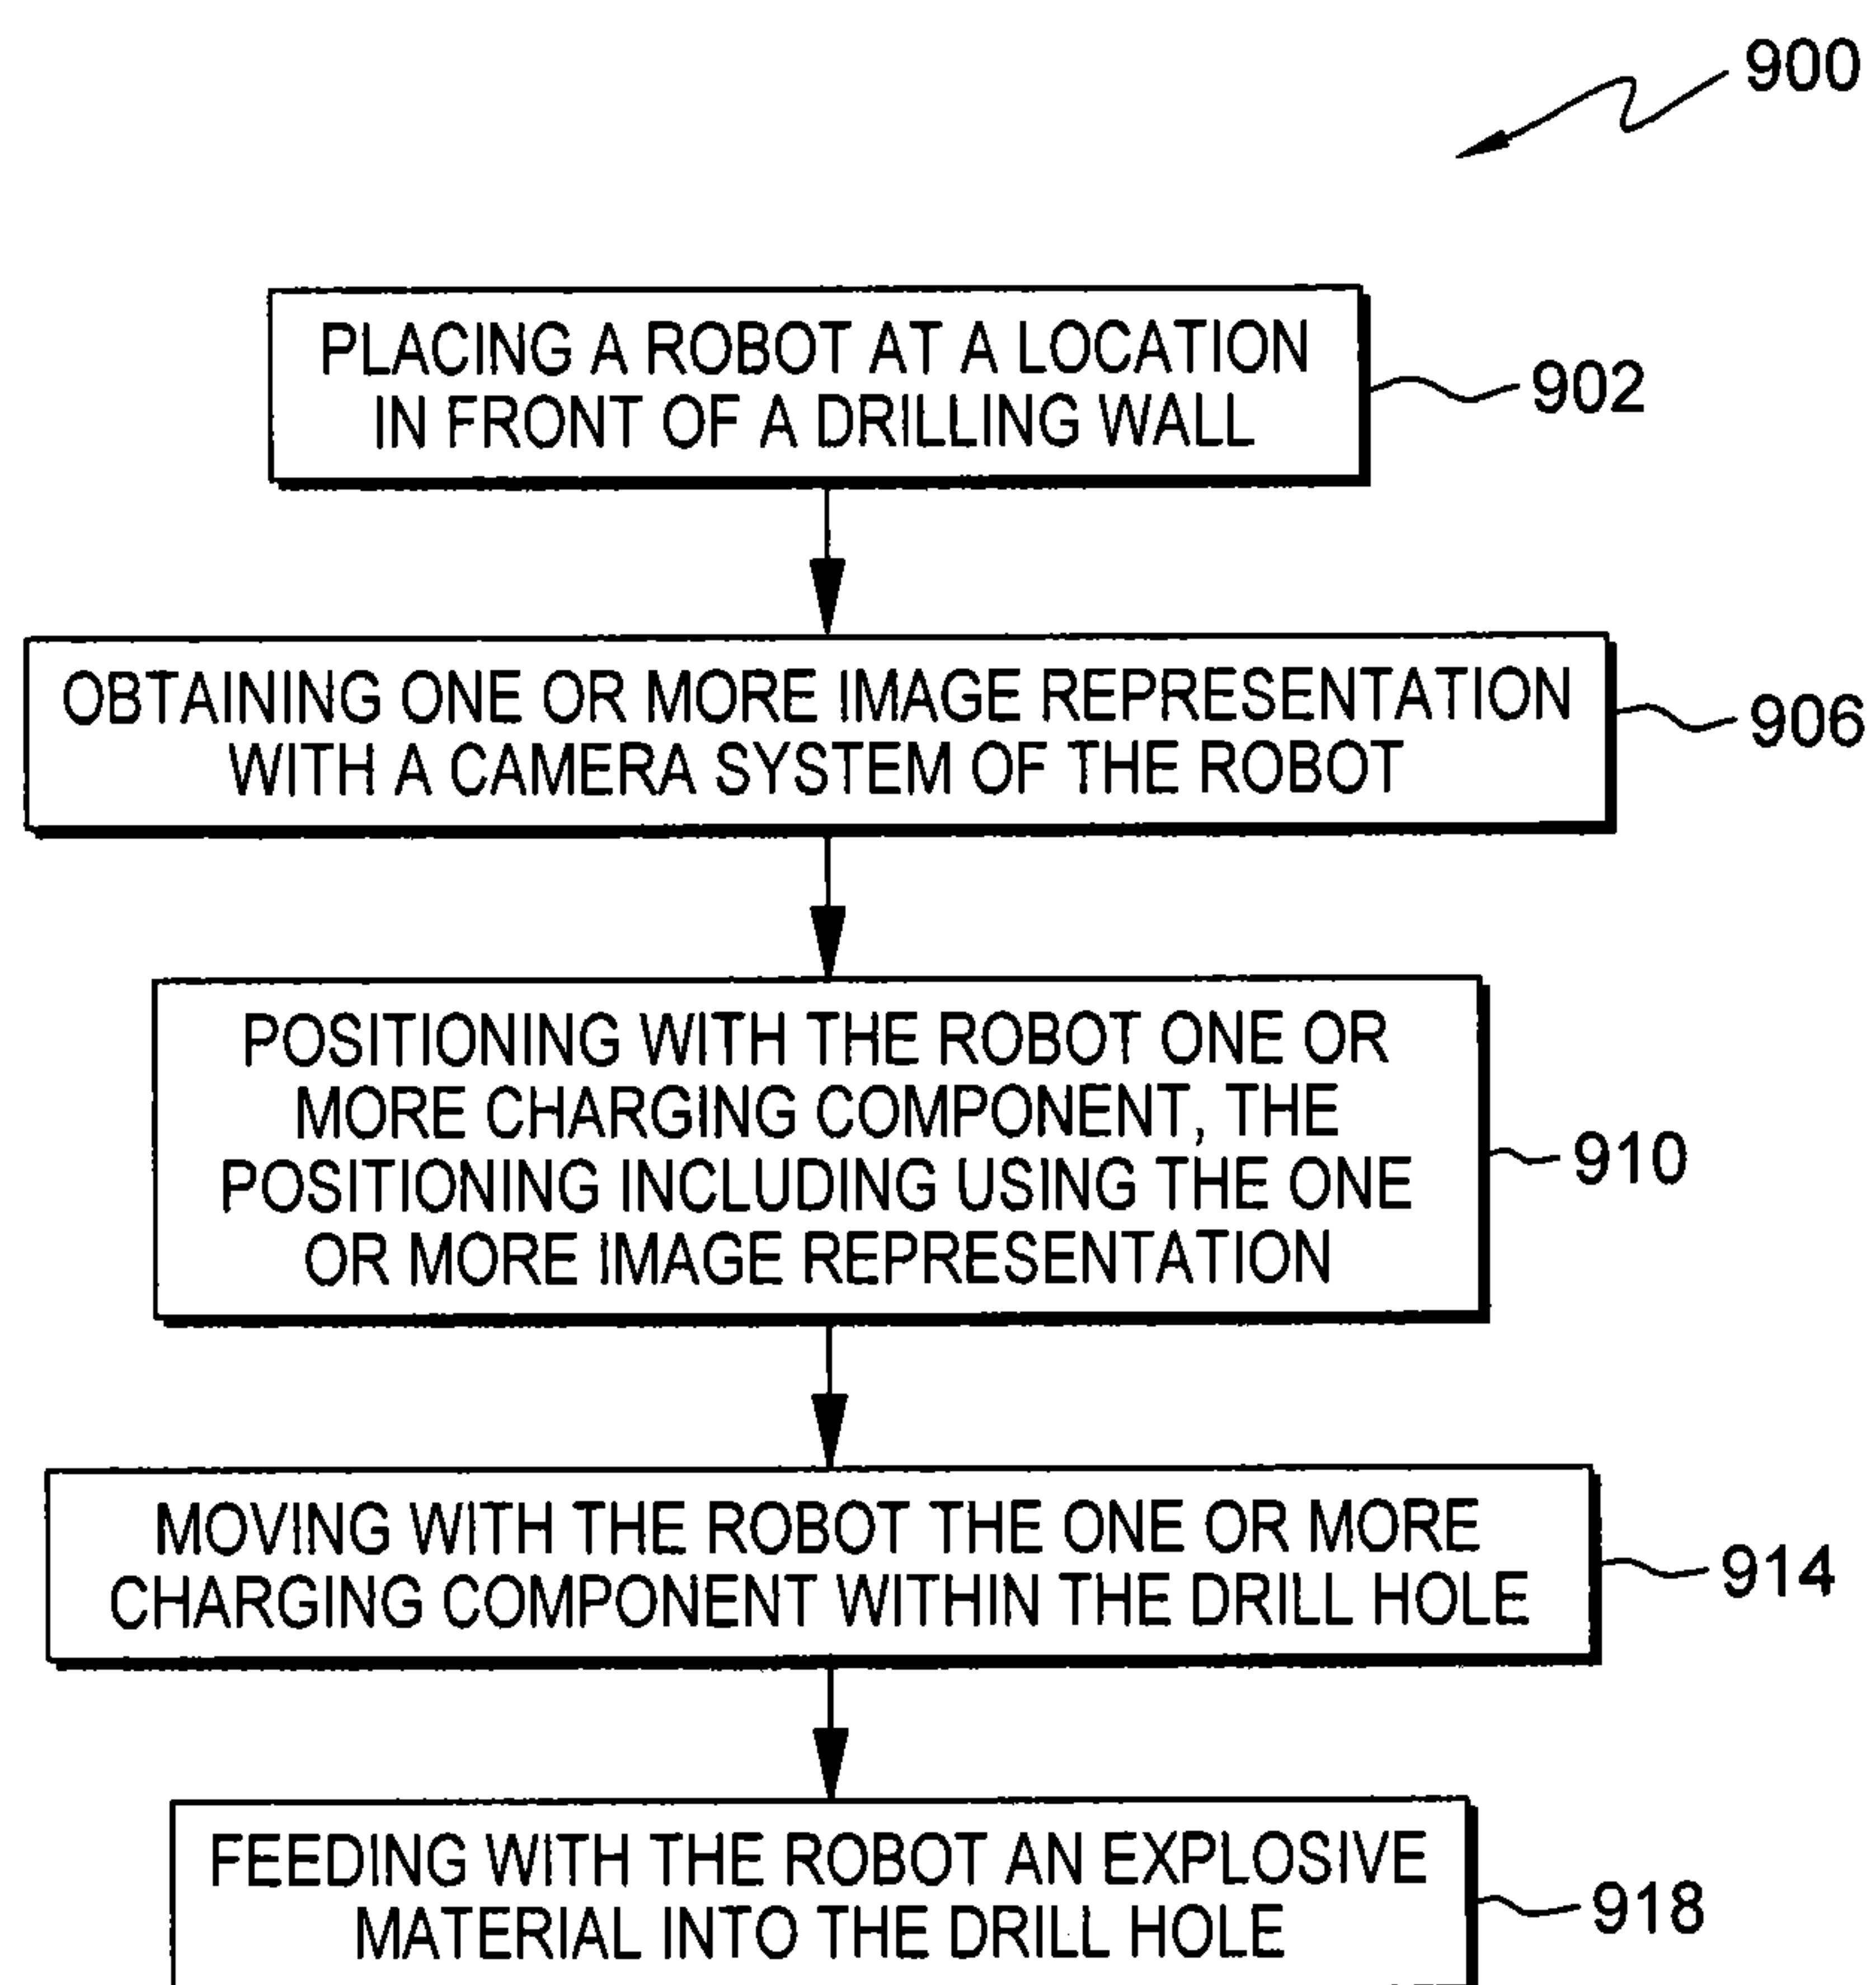 900
PLACING A ROBOT AT A LOCATION
IN FRONT OF A DRILLING WALL
902
OBTAINING ONE OR MORE IMAGE REPRESENTATION
WITH A CAMERA SYSTEM OF THE ROBOT
906
POSITIONING WITH THE ROBOT ONE OR
MORE CHARGING COMPONENT, THE
POSITIONING INCLUDING USING THE ONE
OR MORE IMAGE REPRESENTATION
910
MOVING WITH THE ROBOT THE ONE OR MORE
CHARGING COMPONENT WITHIN THE DRILL HOLE
914
FEEDING WITH THE ROBOT AN EXPLOSIVE
MATERIAL INTO THE DRILL HOLE
918